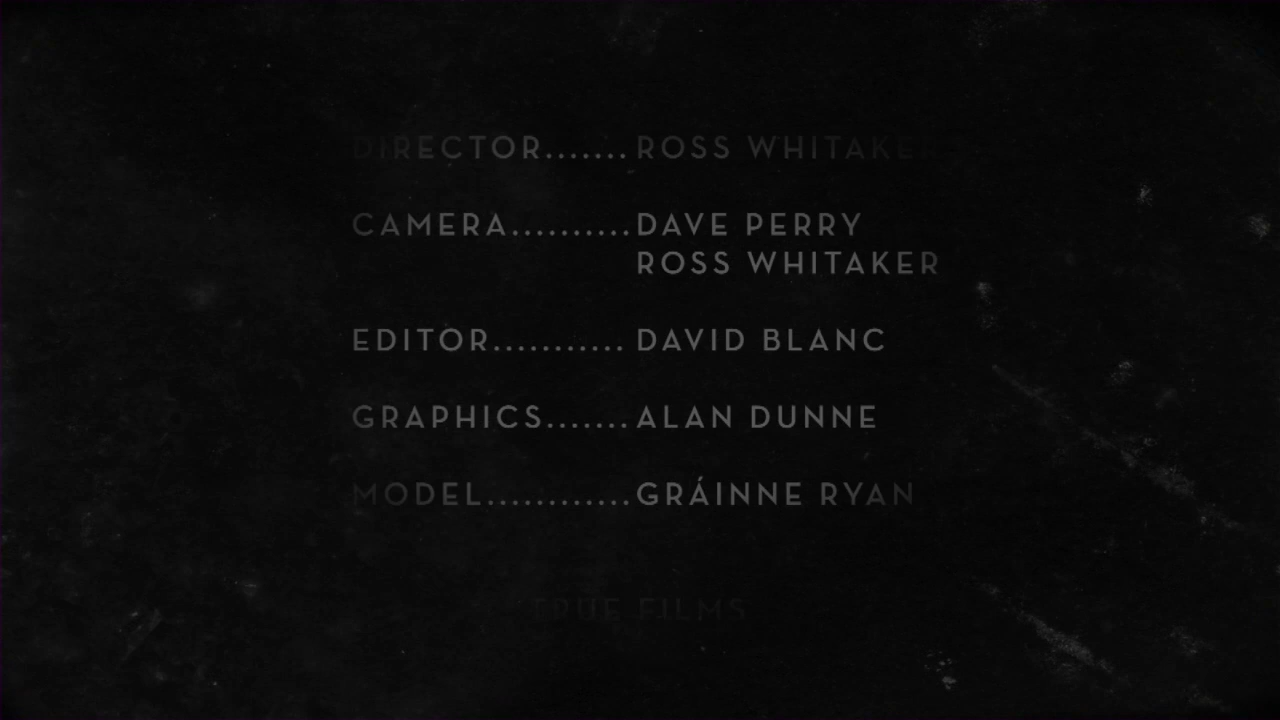 DIRECTOR.......ROSS WHITAKER
CAMERA..........DAVE PERRY
ROSS WHITAKER
EDITOR...........DAVID BLANC
GRAPHICS.......ALAN DUNNE
MODEL............GRÁINNE RYAN
TRUE FILMS